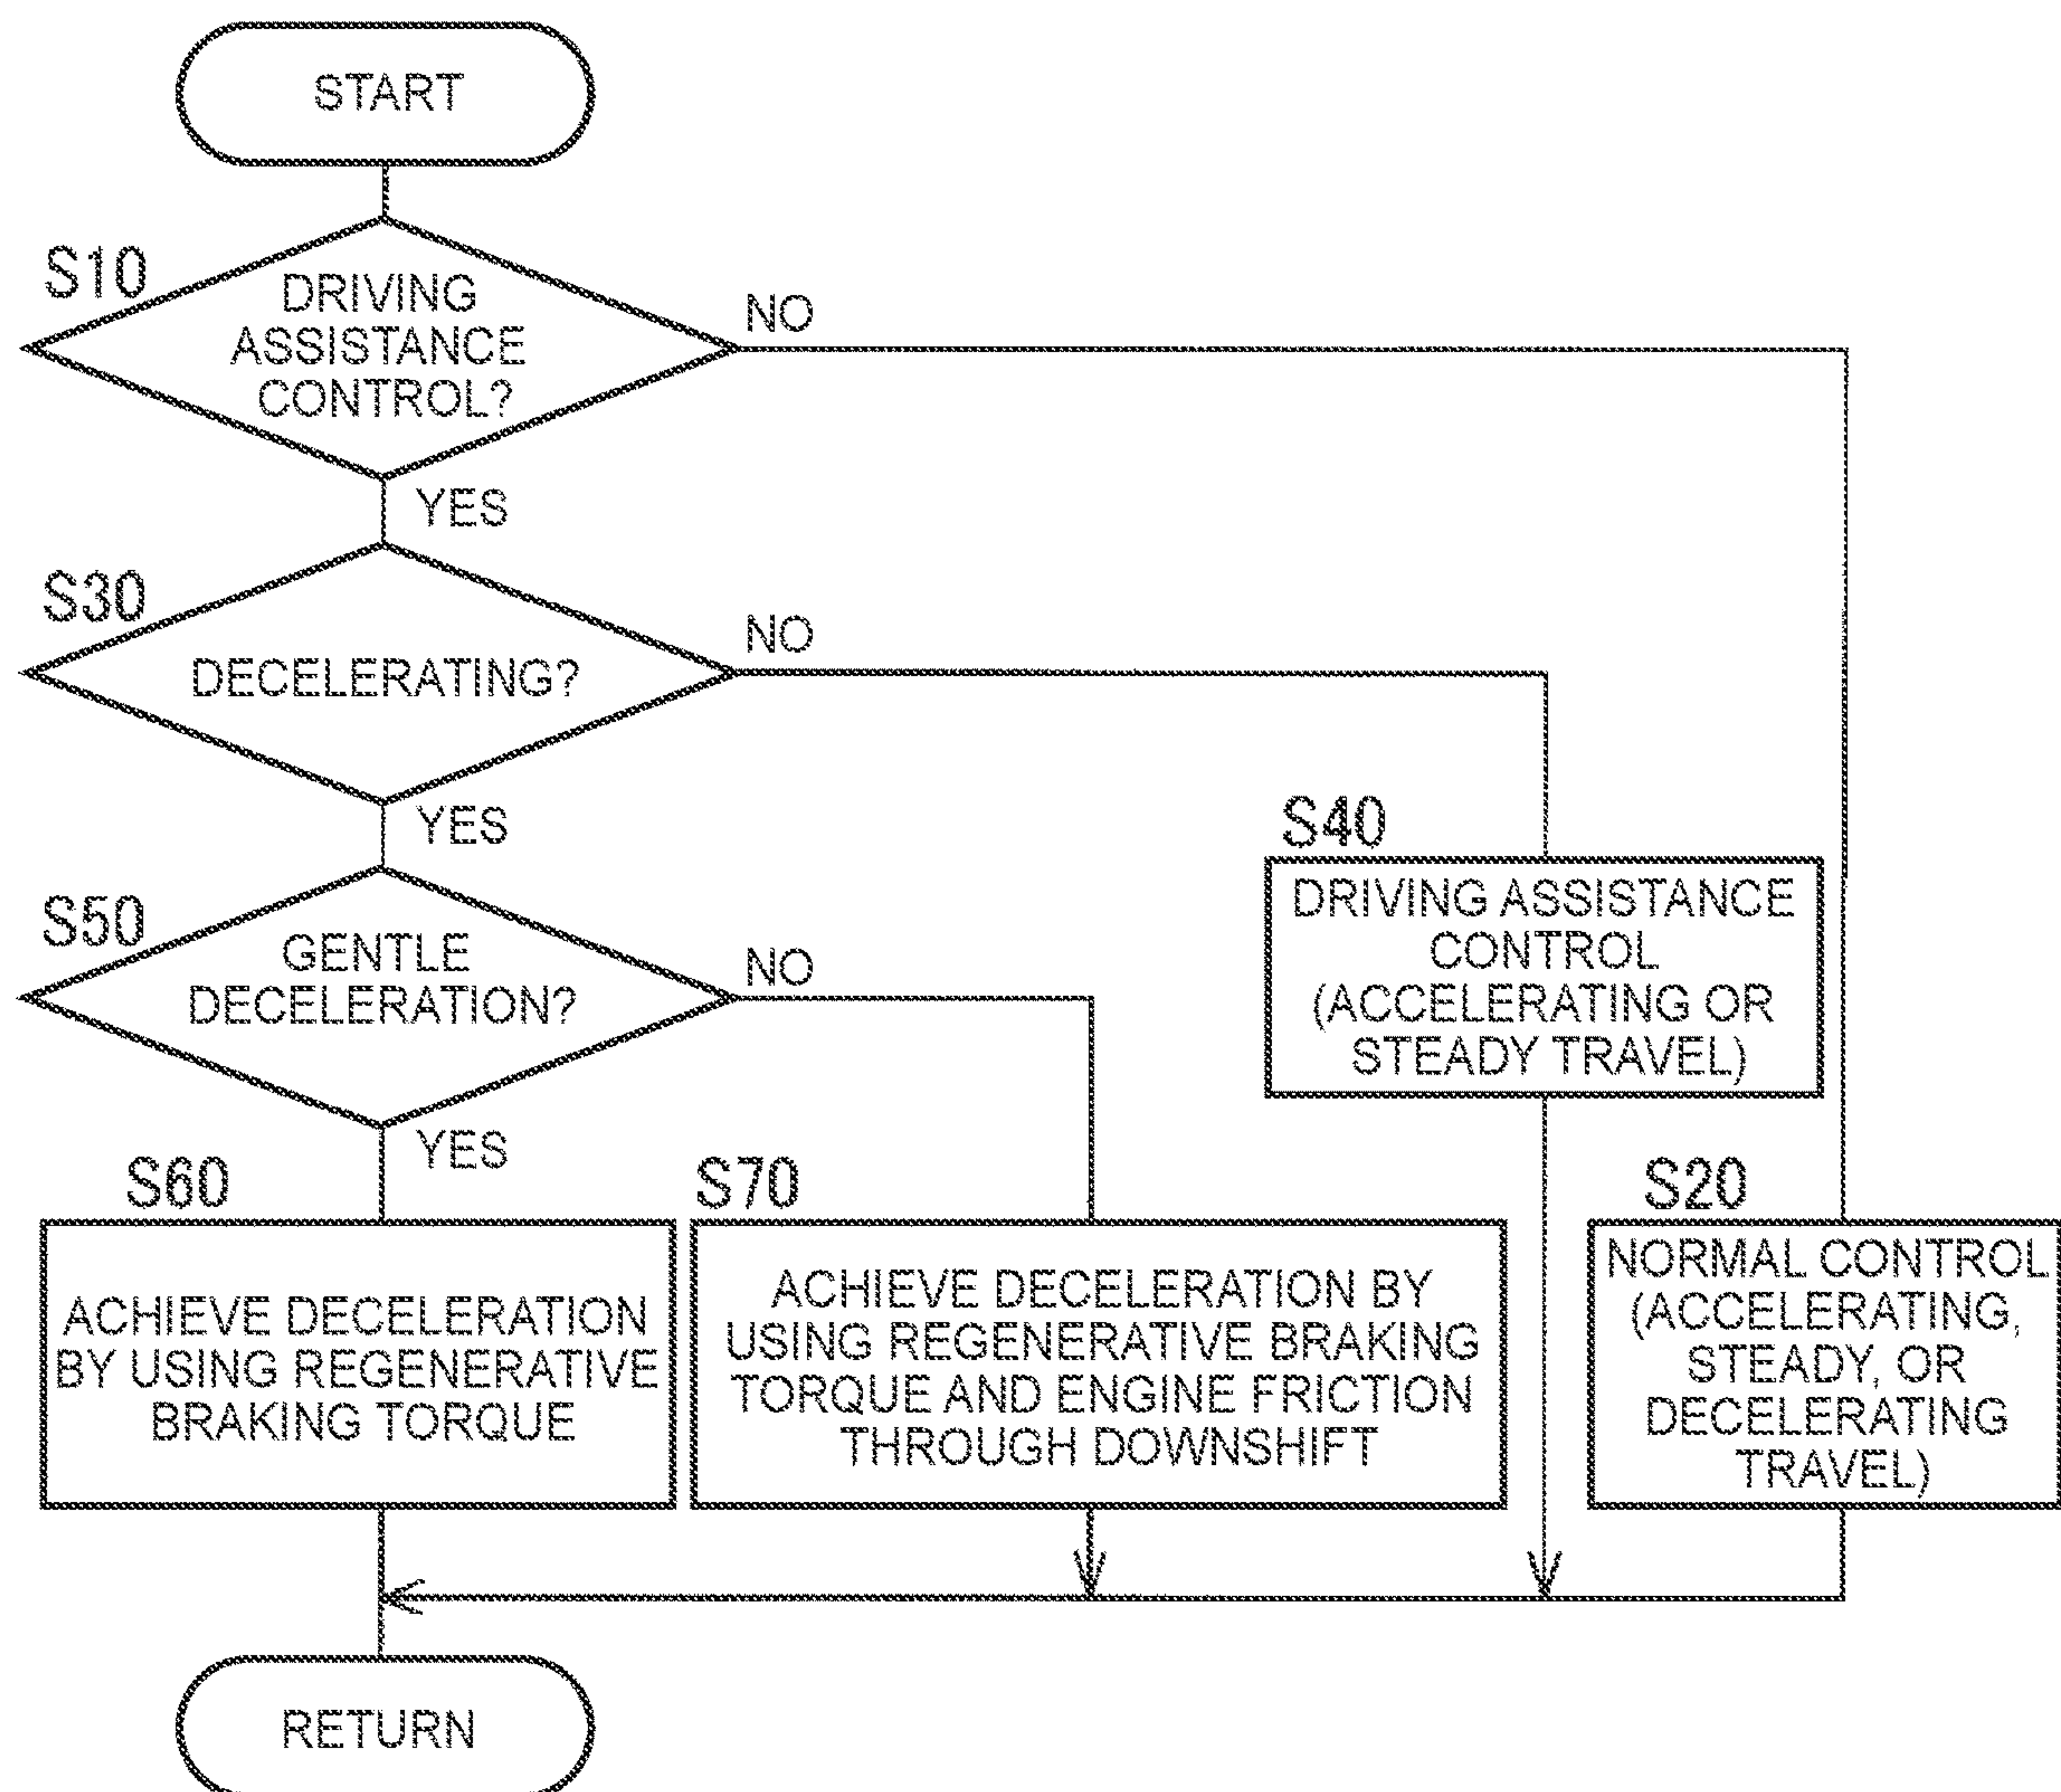 START
S10
DRIVING
ASSISTANCE
CONTROL?
NO
YES
S30
DECELERATING?
NO
YES
S40
DRIVING ASSISTANCE
CONTROL
(ACCELERATING OR
STEADY TRAVEL)
S50
GENTLE
DECELERATION?
NO
YES
S60
ACHIEVE DECELERATION
BY USING REGENERATIVE
BRAKING TORQUE
S70
ACHIEVE DECELERATION BY
USING REGENERATIVE BRAKING
TORQUE AND ENGINE FRICTION
THROUGH DOWNSHIFT
S20
NORMAL CONTROL
(ACCELERATING,
STEADY, OR
DECELERATING
TRAVEL)
RETURN